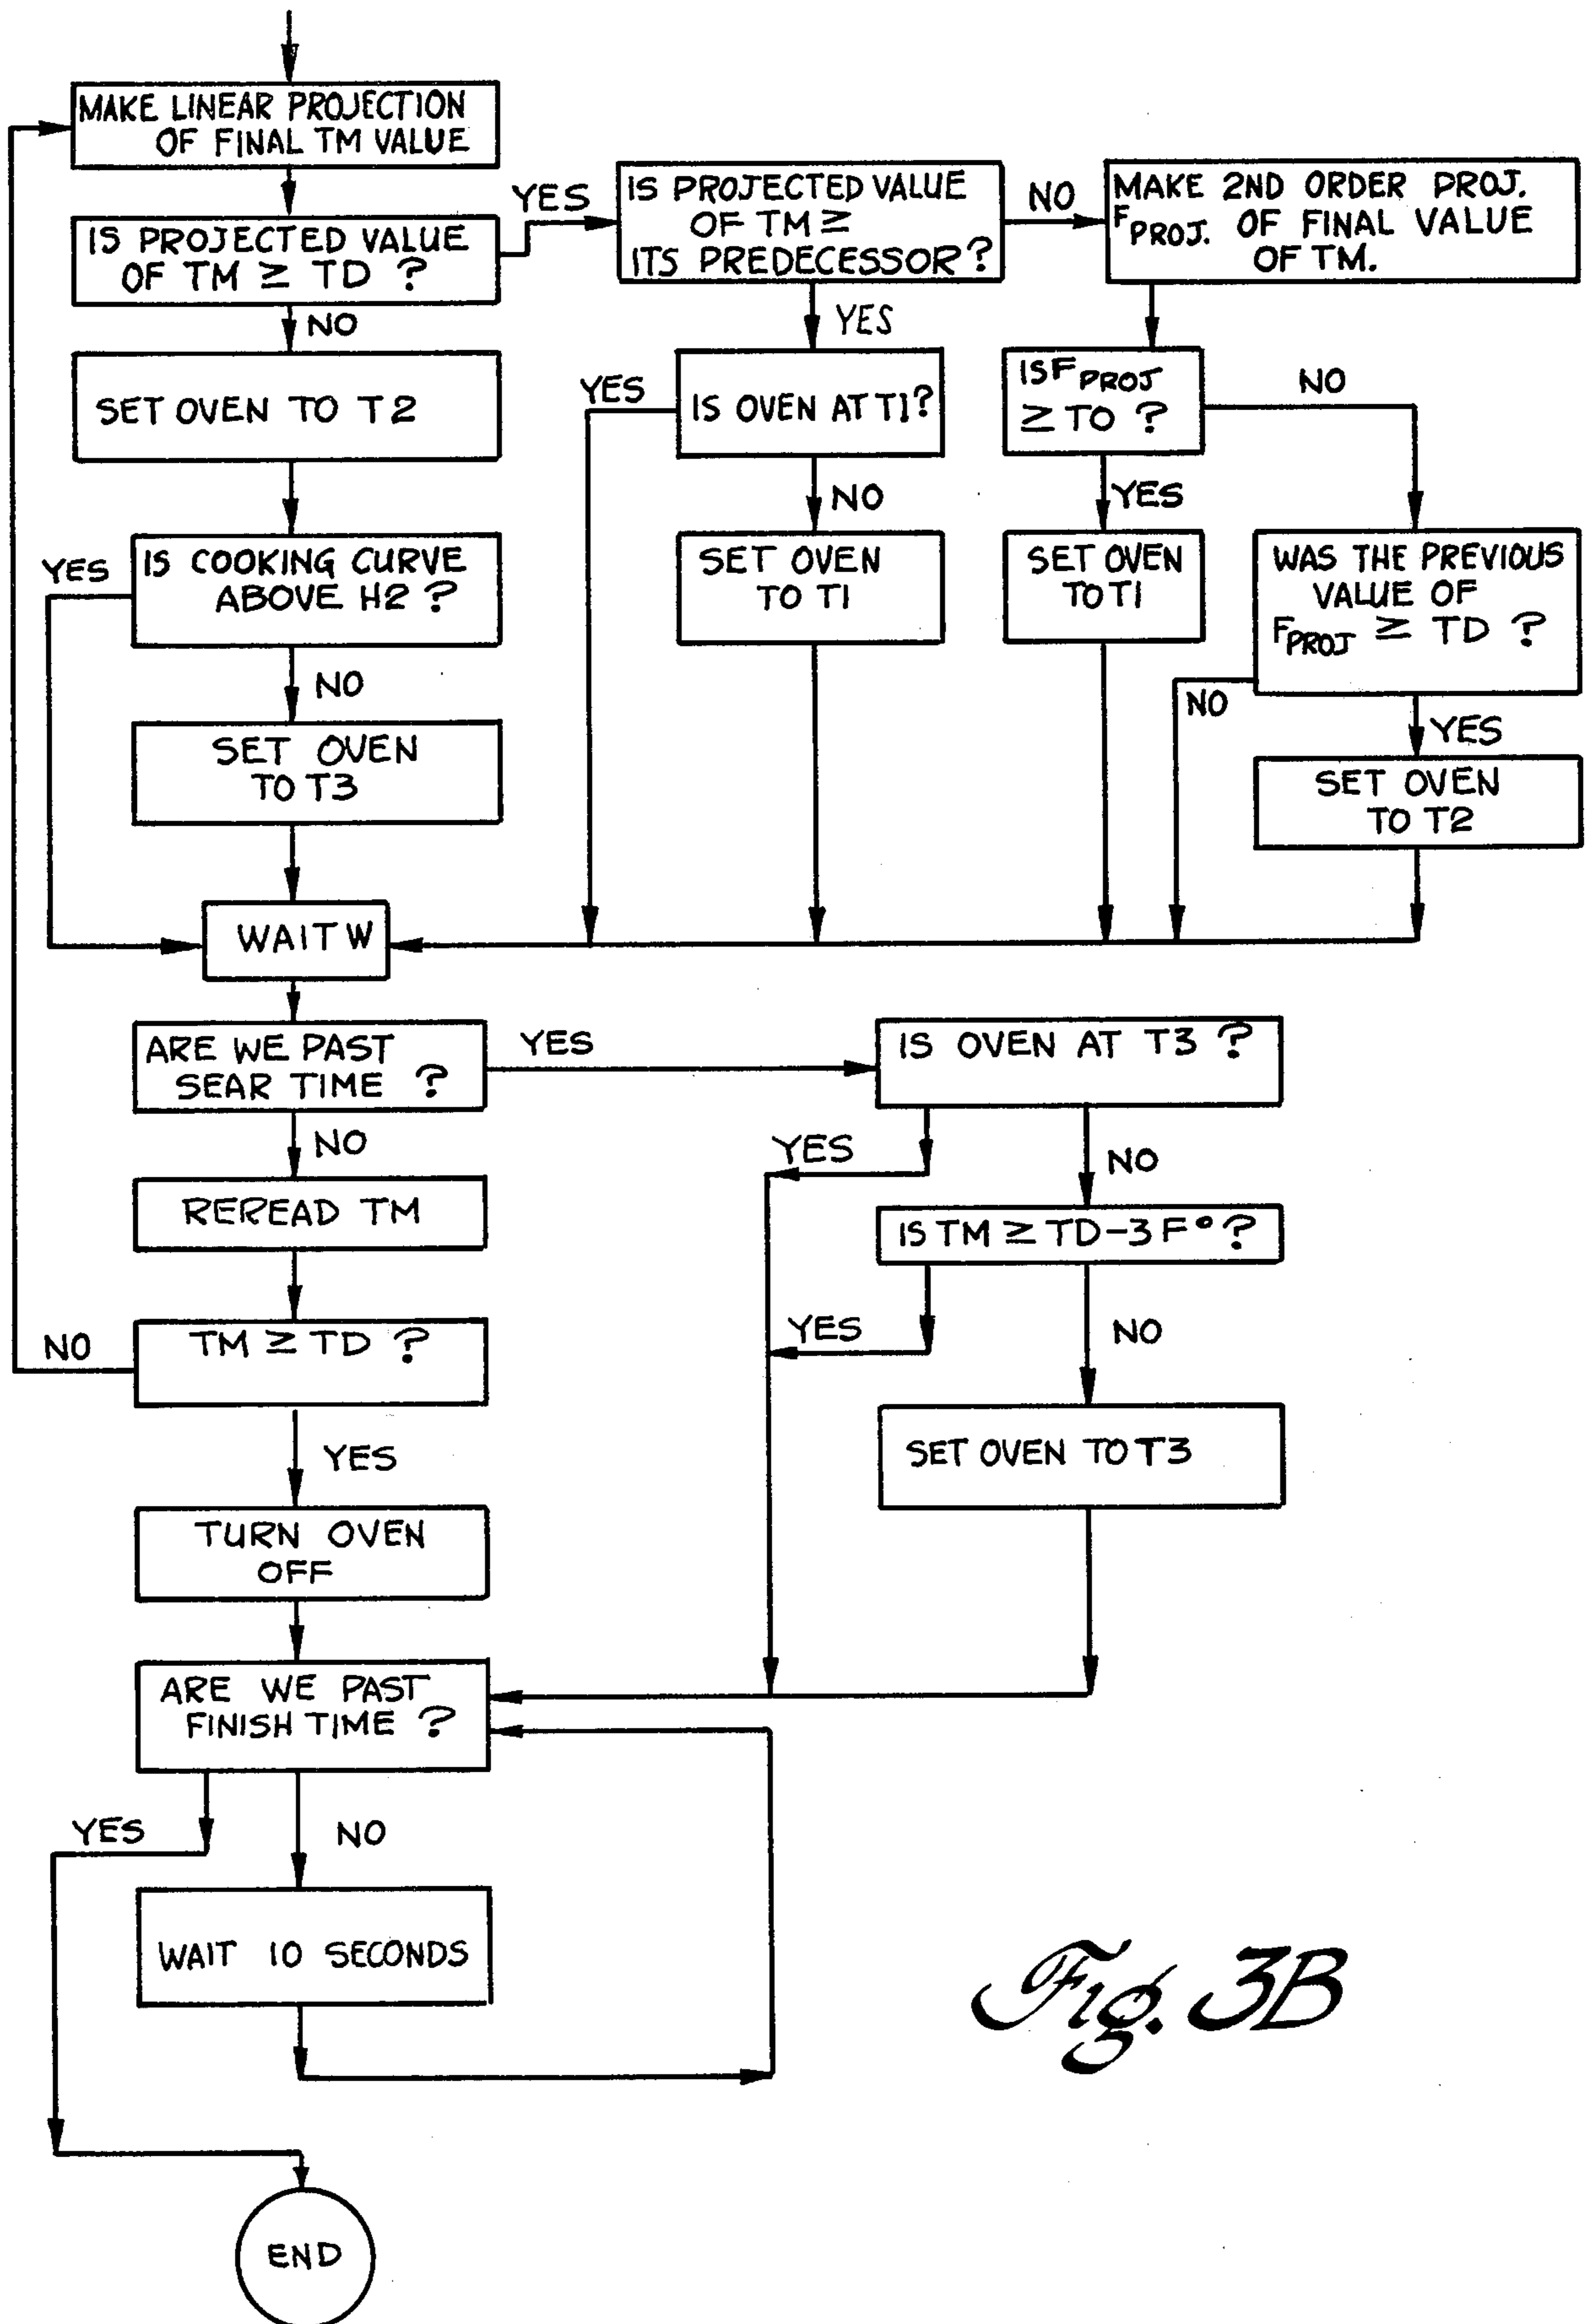 MAKE LINEAR PROJECTION
OF FINAL TM VALUE
IS PROJECTED VALUE
OF TM ≥ TD ?
YES
IS PROJECTED VALUE
OF TM ≥
ITS PREDECESSOR?
NO
MAKE 2ND ORDER PROJ.
FPROJ. OF FINAL VALUE
OF TM.
NO
YES
SET OVEN TO T2
YES
IS OVEN AT T1?
IS FPROJ
≥ TO ?
NO
NO
YES
YES
IS COOKING CURVE
ABOVE H2 ?
SET OVEN
TO T1
SET OVEN
TO T1
WAS THE PREVIOUS
VALUE OF
FPROJ ≥ TD ?
NO
NO
YES
SET OVEN
TO T3
SET OVEN
TO T2
WAIT W
ARE WE PAST
SEAR TIME ?
YES
IS OVEN AT T3 ?
NO
YES
NO
REREAD TM
IS TM ≥ TD-3 F° ?
NO
TM ≥ TD ?
YES
NO
YES
SET OVEN TO T3
TURN OVEN
OFF
ARE WE PAST
FINISH TIME ?
YES
NO
WAIT 10 SECONDS
Fig. 3B
END